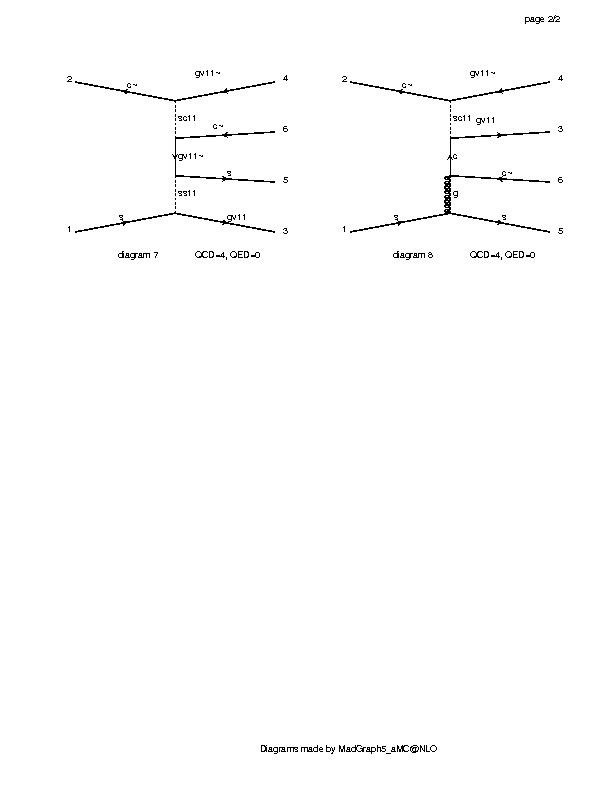 page 2/2
gv11~
2 c~ 4
sc11
c~ 6
gv11~
s
5
ss11
s gv11
1 3
diagram 7 QCD=4, QED=0
gv11~
2 c~ 4
sc11 gv11
3
c
c~
6
g
s s
1 5
diagram 8 QCD=4, QED=0
Diagrams made by MadGraph5_aMC@NLO